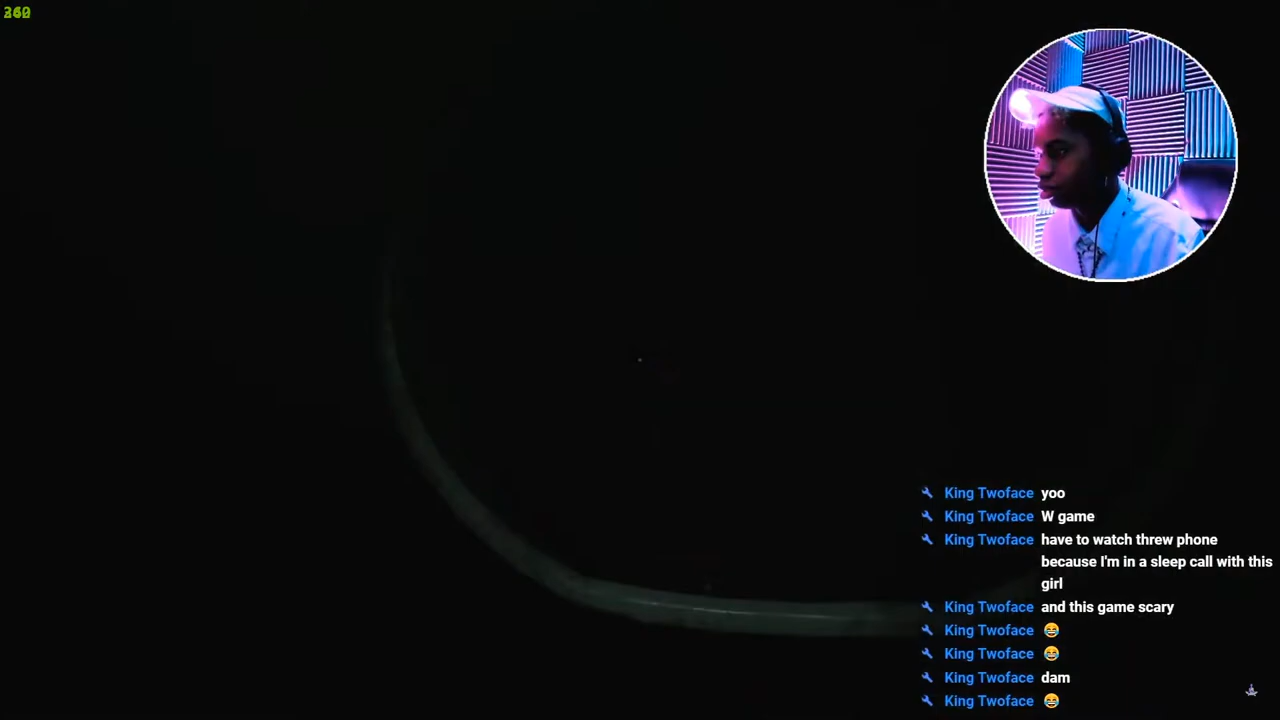 King Twoface yoo
King Twoface W game
King Twoface have to watch threw phone
because I'm in a sleep call with this
girl
King Twoface and this game scary
King Twoface 😂
King Twoface 😂
King Twoface dam
King Twoface 😂